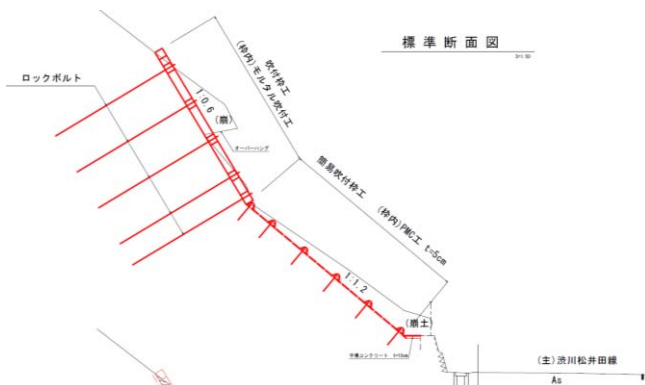 標準断面図
S=1:50
ロックボルト
吹付枠工
(枠内)モルタル吹付工
1:0.6
(崩)
オーバーハング
簡易吹付枠工
(枠内)PMC工 t=5cm
1:1.2
(崩土)
t=10cm
(主)渋川松井田線
As